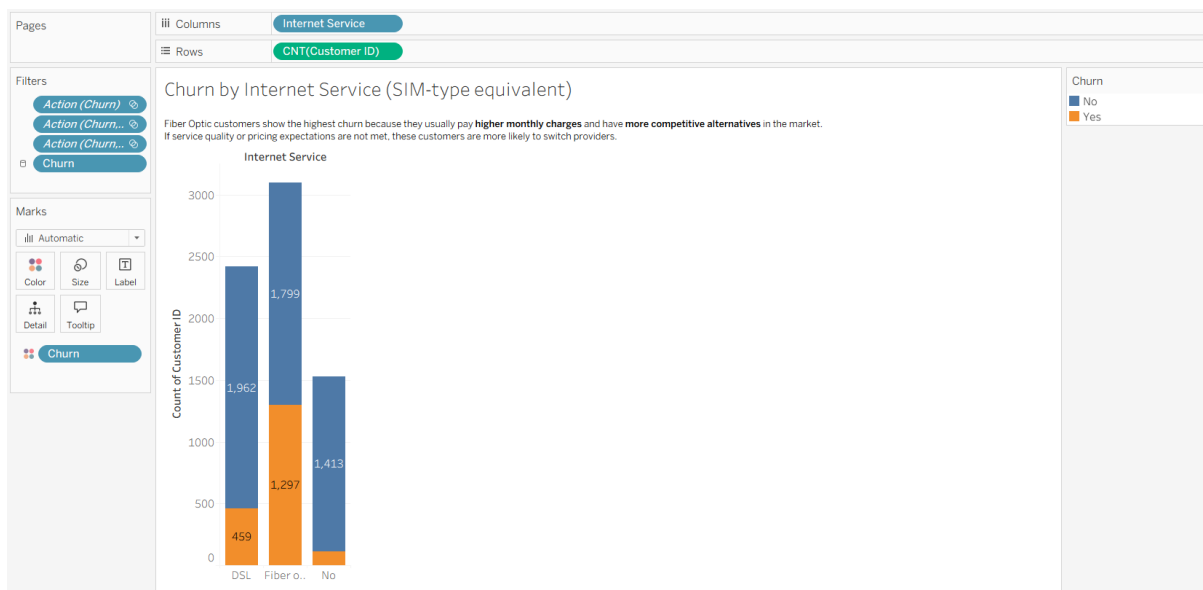 Pages
Columns
Internet Service
Rows
CNT(Customer ID)
Filters
Action (Churn)
Action (Churn,..
Action (Churn,..
Churn
Marks
Automatic
Color
Size
Label
Detail
Tooltip
Churn
Churn by Internet Service (SIM-type equivalent)
Fiber Optic customers show the highest churn because they usually pay higher monthly charges and have more competitive alternatives in the market.
If service quality or pricing expectations are not met, these customers are more likely to switch providers.
Internet Service
Count of Customer ID
3000
2500
2000
1500
1000
500
0
1,799
1,962
1,413
1,297
459
DSL
Fiber o..
No
Churn
No
Yes